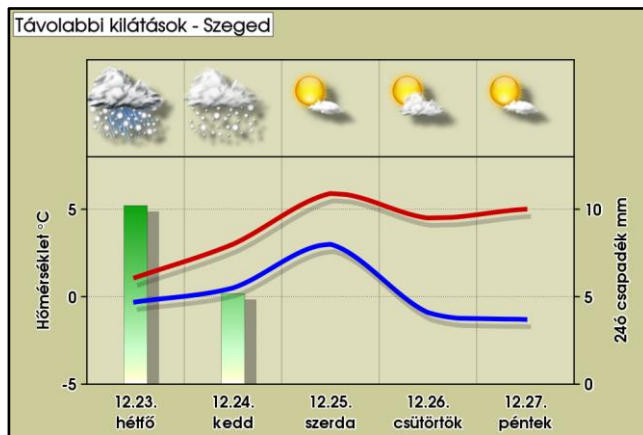 Távolabbi kilátások - Szeged
Hőmérséklet °C
5
0
-5
10
5
0
24ó csapadék mm
12.23. 12.24. 12.25. 12.26. 12.27.
hétfő kedd szerda csütörtök péntek